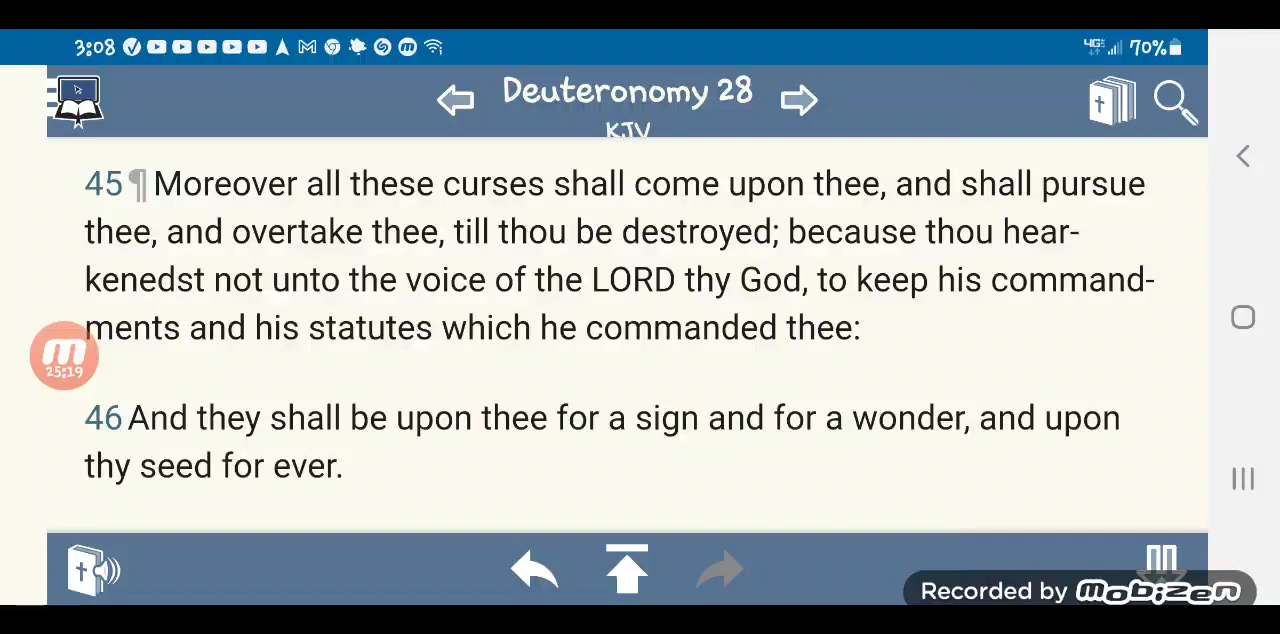 3:08 4G 70%
Deuteronomy 28
KJV
45 ¶ Moreover all these curses shall come upon thee, and shall pursue
thee, and overtake thee, till thou be destroyed; because thou hear-
kenedst not unto the voice of the LORD thy God, to keep his command-
ments and his statutes which he commanded thee:
25:19
46 And they shall be upon thee for a sign and for a wonder, and upon
thy seed for ever.
Recorded by mobizen